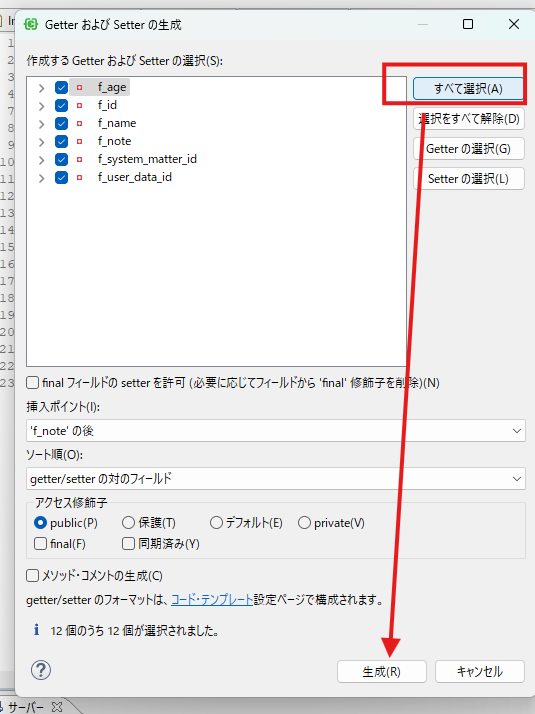 Getter および Setter の生成
作成する Getter および Setter の選択(S):
f_age
f_id
f_name
f_note
f_system_matter_id
f_user_data_id
すべて選択(A)
選択をすべて解除(D)
Getter の選択(G)
Setter の選択(L)
final フィールドの setter を許可 (必要に応じてフィールドから 'final' 修飾子を削除)(N)
挿入ポイント(I):
'f_note' の後
ソート順(O):
getter/setter の対のフィールド
アクセス修飾子
public(P) 保護(T) デフォルト(E) private(V)
final(F) 同期済み(Y)
メソッド・コメントの生成(C)
getter/setter のフォーマットは、コード・テンプレート設定ページで構成されます。
i 12 個のうち 12 個が選択されました。
? 生成(R) キャンセル
サーバー